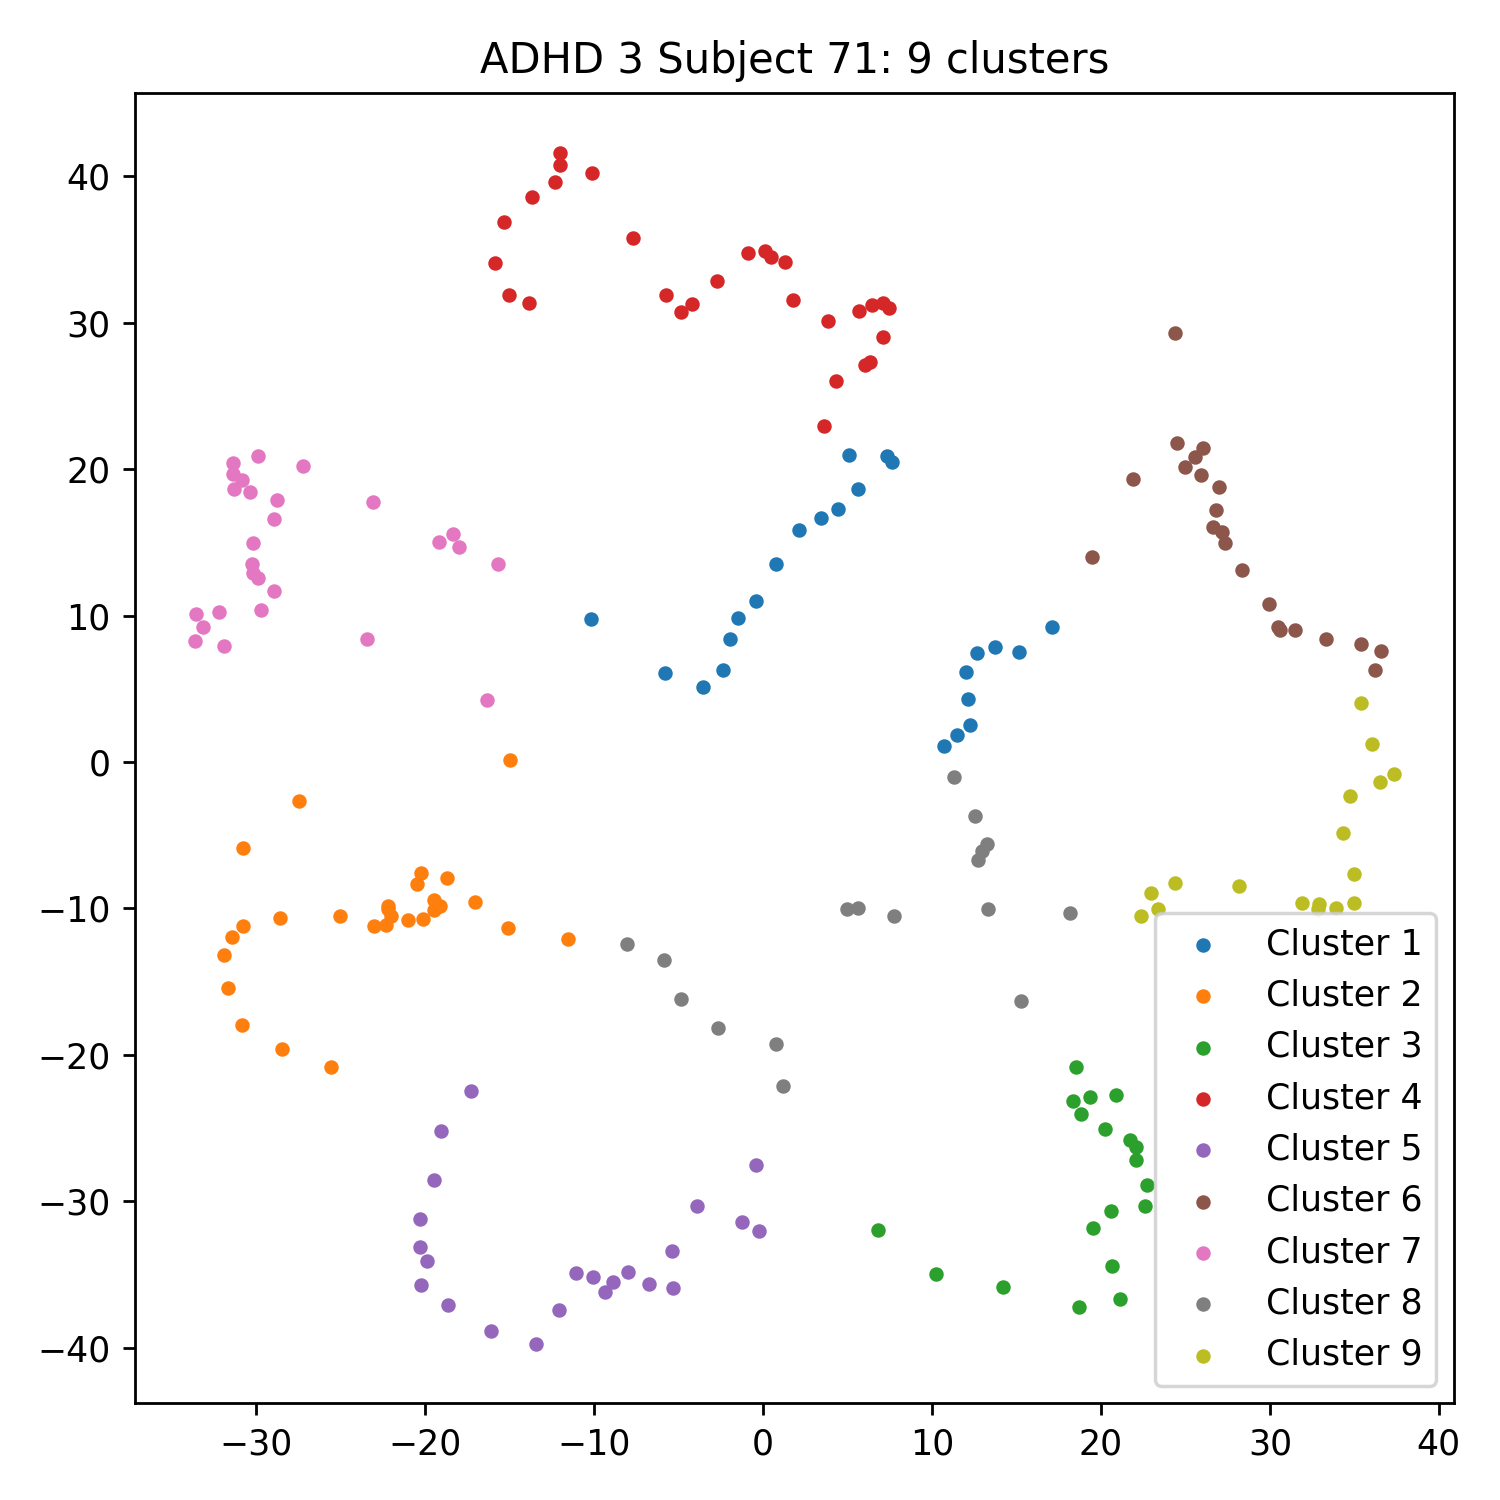 ADHD 3 Subject 71: 9 clusters
40
30
20
10
0
−10
−20
−30
−40
Cluster 1
Cluster 2
Cluster 3
Cluster 4
Cluster 5
Cluster 6
Cluster 7
Cluster 8
Cluster 9
−30 −20 −10 0 10 20 30 40